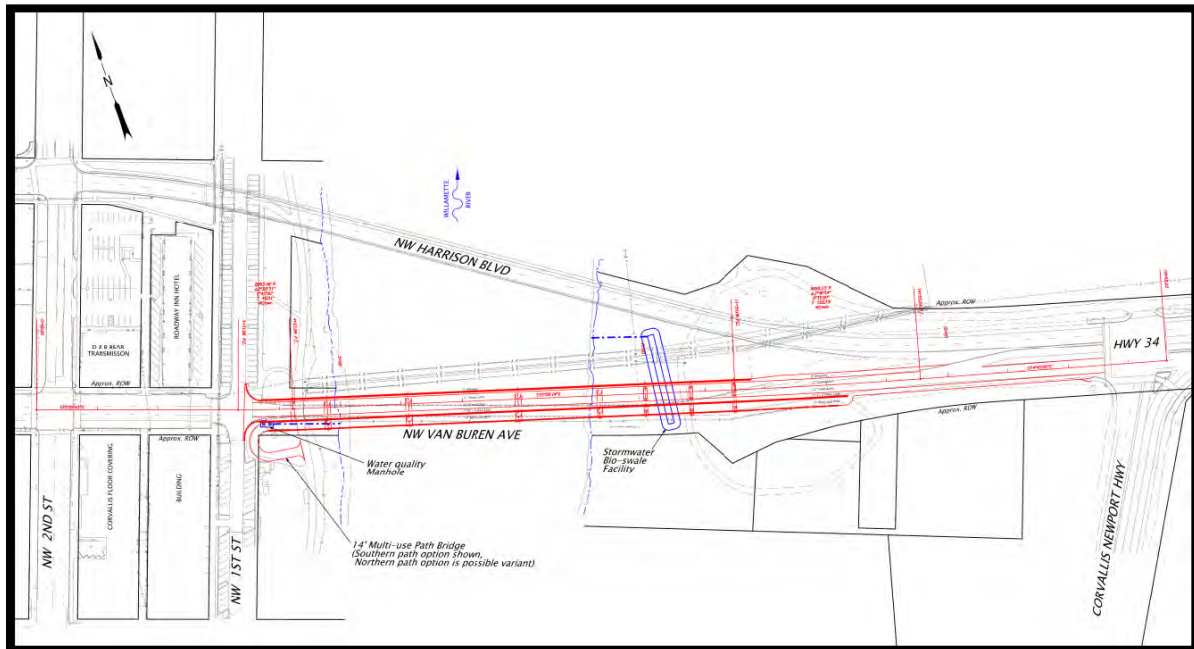 N
WILLAMETTE
RIVER
NW HARRISON BLVD
ROADWAY INN HOTEL
D & B REAR
TRANSMISSON
Approx. ROW
Approx. ROW
HWY 34
Approx. ROW
NW VAN BUREN AVE
Approx. ROW
Water quality
Manhole
Stormwater
Bio-swale
Facility
CORVALLIS FLOOR COVERING
BUILDING
NW 2ND ST
NW 1ST ST
14' Multi-use Path Bridge
(Southern path option shown,
Northern path option is possible variant)
CORVALLIS NEWPORT HWY